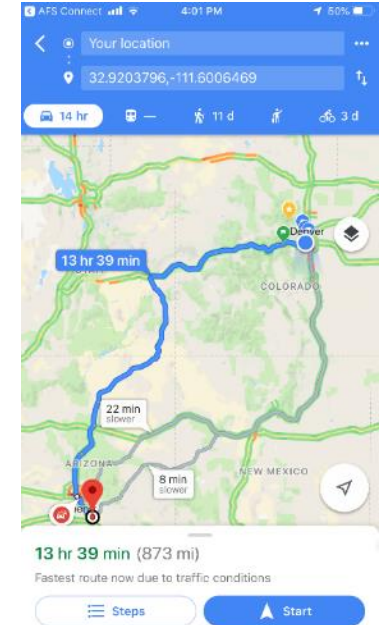 AFS Connect 4:01 PM 50%
Your location
32.9203796,-111.6006469
14 hr — 11 d 3 d
Denver
13 hr 39 min
COLORADO
22 min
slower
ARIZONA
8 min
slower
NEW MEXICO
13 hr 39 min (873 mi)
Fastest route now due to traffic conditions
Steps Start